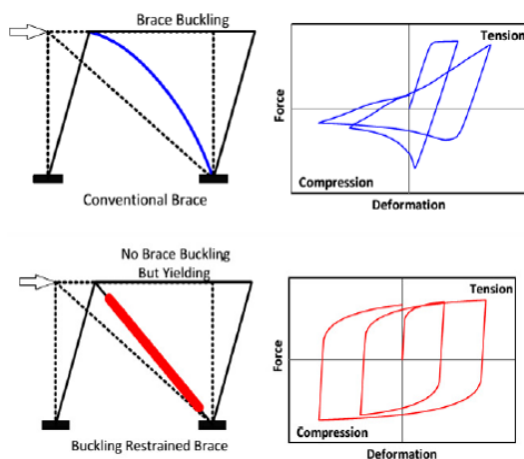 Brace Buckling
Conventional Brace
Tension
Force
Compression
Deformation
No Brace Buckling
But Yielding
Buckling Restrained Brace
Tension
Force
Compression
Deformation